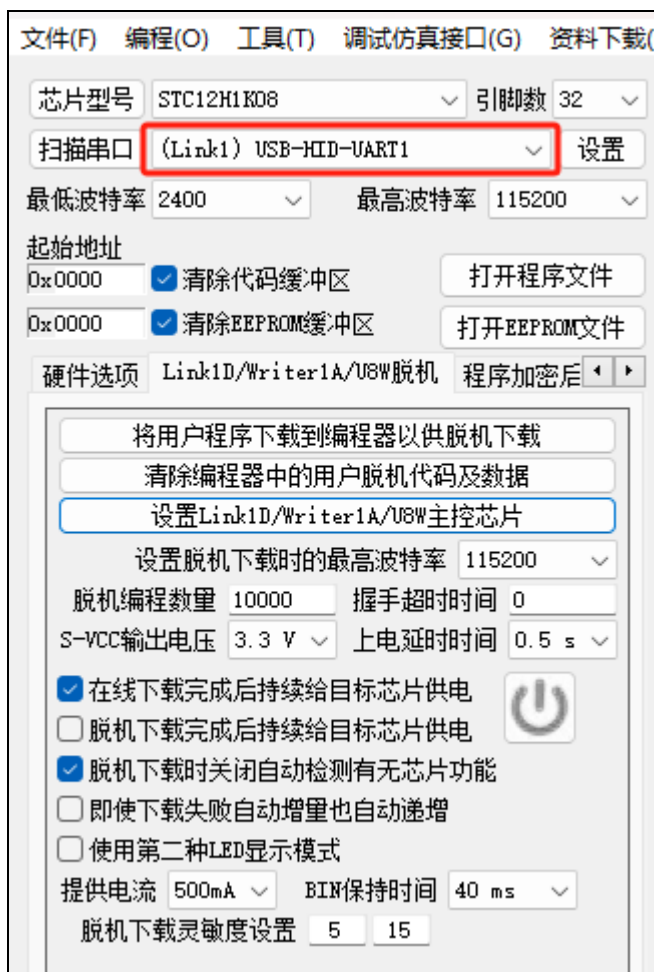 文件(F) 编程(O) 工具(T) 调试仿真接口(G) 资料下载(
芯片型号 STC12H1K08 引脚数 32
扫描串口 (Link1) USB-HID-UART1 设置
最低波特率 2400 最高波特率 115200
起始地址
0x0000 清除代码缓冲区 打开程序文件
0x0000 清除EEPROM缓冲区 打开EEPROM文件
硬件选项 Link1D/Writer1A/U8W脱机 程序加密后
将用户程序下载到编程器以供脱机下载
清除编程器中的用户脱机代码及数据
设置Link1D/Writer1A/U8W主控芯片
设置脱机下载时的最高波特率 115200
脱机编程数量 10000 握手超时时间 0
S-VCC输出电压 3.3 V 上电延时时间 0.5 s
在线下载完成后持续给目标芯片供电
脱机下载完成后持续给目标芯片供电
脱机下载时关闭自动检测有无芯片功能
即使下载失败自动增量也自动递增
使用第二种LED显示模式
提供电流 500mA BIN保持时间 40 ms
脱机下载灵敏度设置 5 15